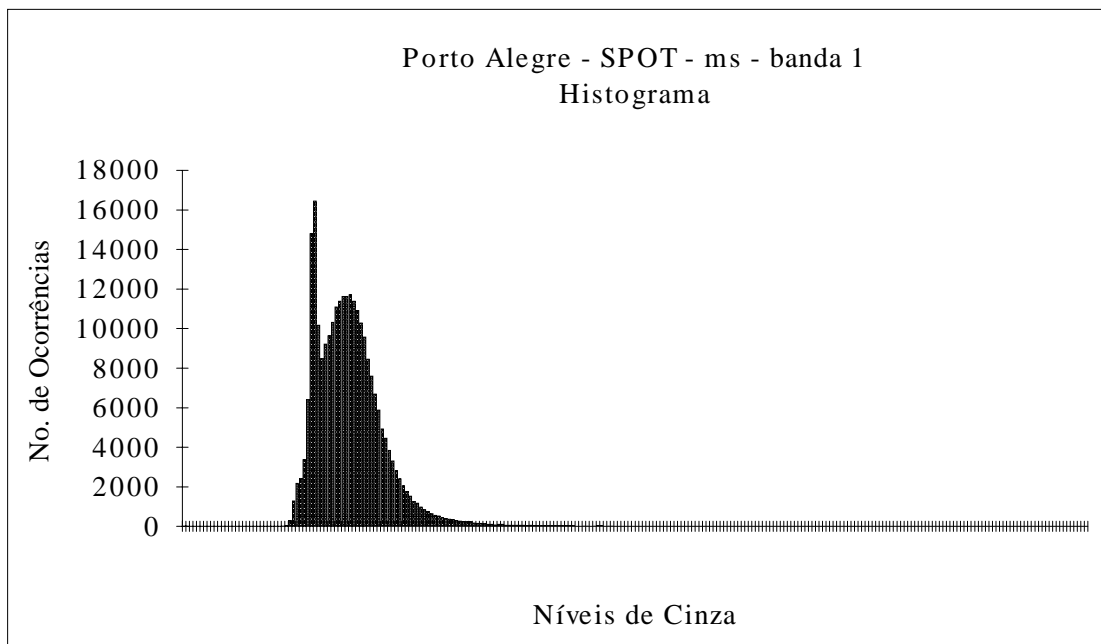 Porto Alegre - SPOT - ms - banda 1
Histograma
18000
16000
14000
12000
10000
8000
6000
4000
2000
0
No. de Ocorrências
Níveis de Cinza